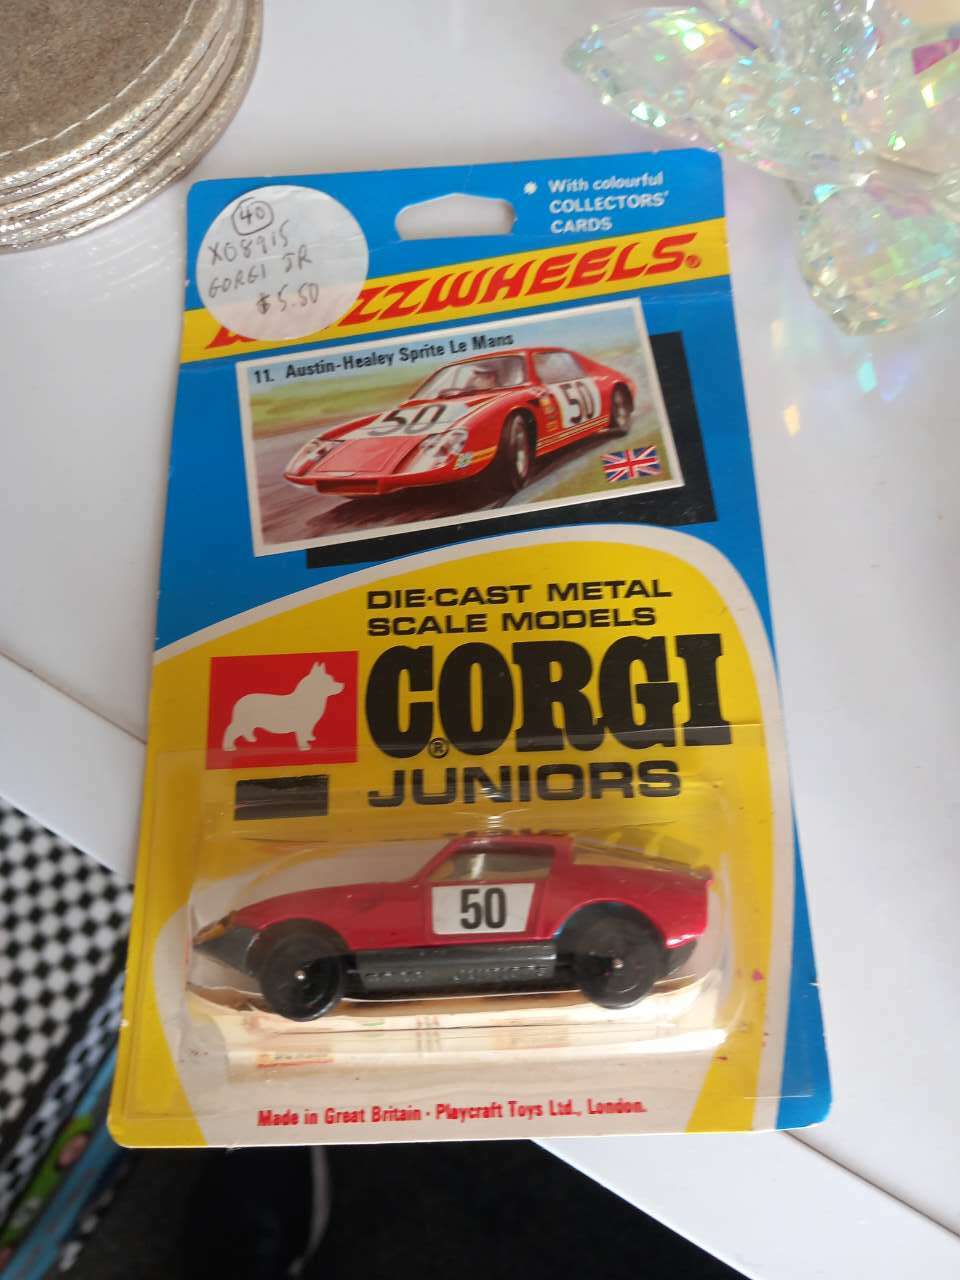 With colourful
COLLECTORS'
CARDS
40
X08915
CORGI JR
$5.50
ZZWHEELS®
11. Austin-Healey Sprite Le Mans
50
50
DIE-CAST METAL
SCALE MODELS
CORGI®
JUNIORS
50
Made in Great Britain · Playcraft Toys Ltd., London.